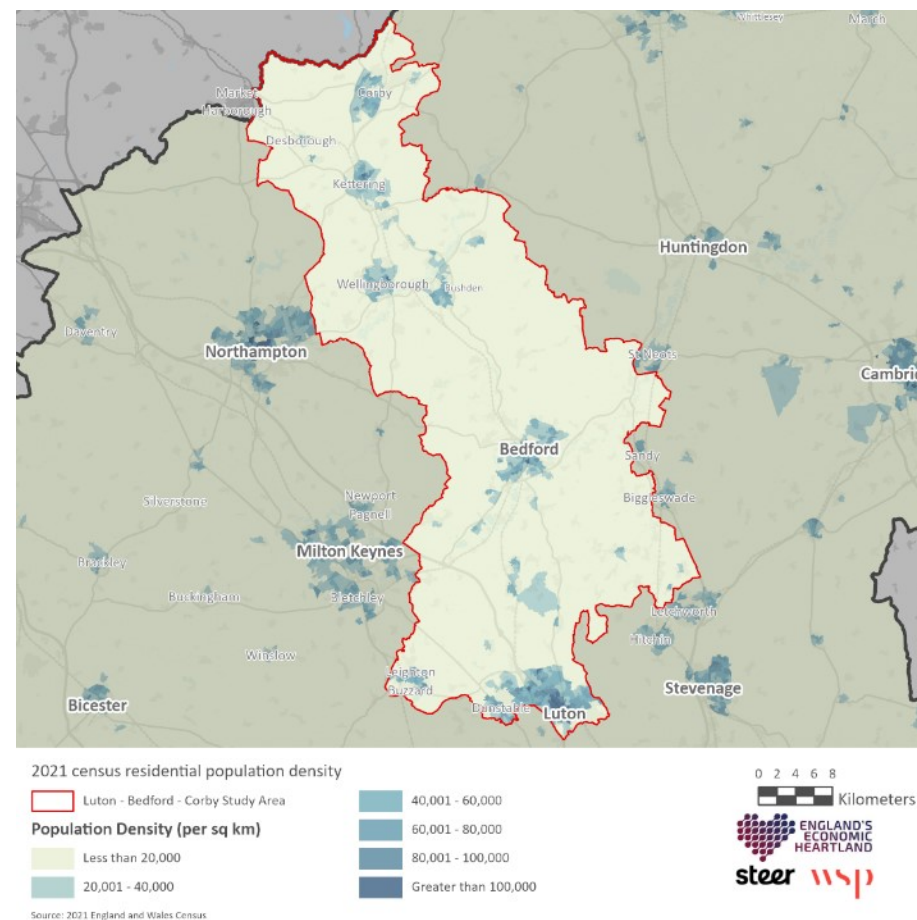 Whittlesey
March
Market
Harborough
Corby
Desborough
Kettering
Huntingdon
Wellingborough
Rushden
Daventry
Northampton
St Neots
Cambri
Bedford
Sandy
Silverstone
Newport
Pagnell
Biggleswade
Milton Keynes
Brackley
Buckingham
Bletchley
Letchworth
Hitchin
Winslow
Leighton
Buzzard
Stevenage
Bicester
Dunstable
Luton
2021 census residential population density
Luton - Bedford - Corby Study Area
Population Density (per sq km)
Less than 20,000
20,001 - 40,000
40,001 - 60,000
60,001 - 80,000
80,001 - 100,000
Greater than 100,000
0 2 4 6 8
Kilometers
ENGLAND'S
ECONOMIC
HEARTLAND
steer wsp
Source: 2021 England and Wales Census